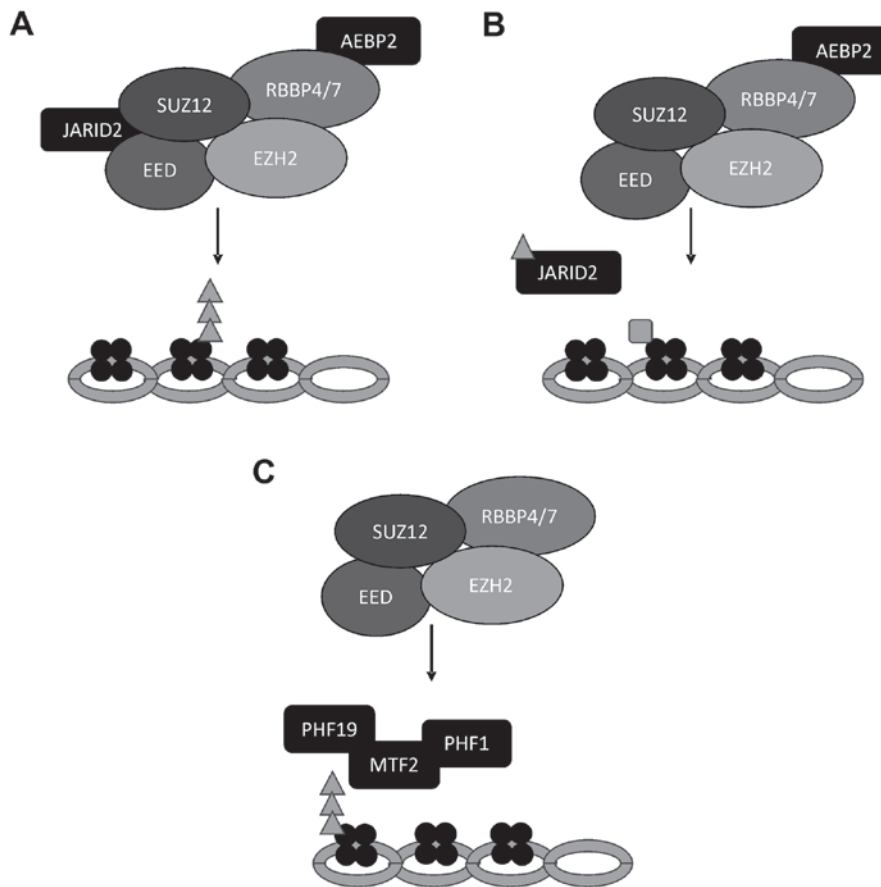 A
AEBP2
RBBP4/7
SUZ12
JARID2
EZH2
EED
B
AEBP2
RBBP4/7
SUZ12
EZH2
EED
JARID2
C
RBBP4/7
SUZ12
EZH2
EED
PHF19
PHF1
MTF2